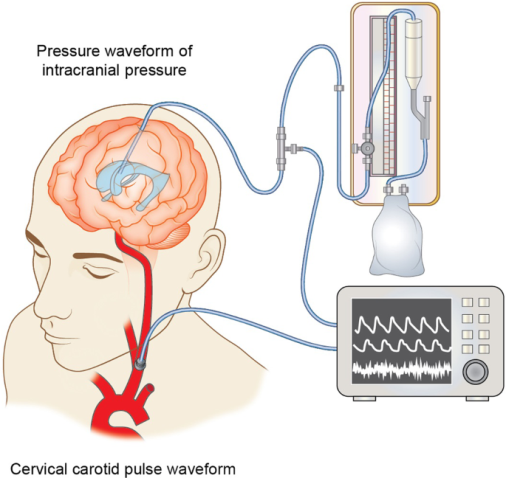 Pressure waveform of
intracranial pressure
Cervical carotid pulse waveform